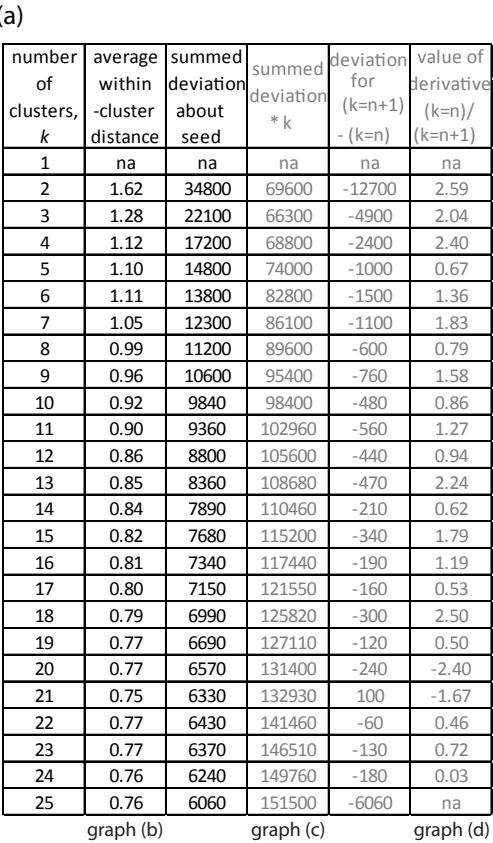 (a)
number of clusters, k | average within -cluster distance | summed deviation about seed | summed deviation * k | deviation for (k=n+1) - (k=n) | value of derivative (k=n)/ (k=n+1)
1 na na na na na
2 1.62 34800 69600 -12700 2.59
3 1.28 22100 66300 -4900 2.04
4 1.12 17200 68800 -2400 2.40
5 1.10 14800 74000 -1000 0.67
6 1.11 13800 82800 -1500 1.36
7 1.05 12300 86100 -1100 1.83
8 0.99 11200 89600 -600 0.79
9 0.96 10600 95400 -760 1.58
10 0.92 9840 98400 -480 0.86
11 0.90 9360 102960 -560 1.27
12 0.86 8800 105600 -440 0.94
13 0.85 8360 108680 -470 2.24
14 0.84 7890 110460 -210 0.62
15 0.82 7680 115200 -340 1.79
16 0.81 7340 117440 -190 1.19
17 0.80 7150 121550 -160 0.53
18 0.79 6990 125820 -300 2.50
19 0.77 6690 127110 -120 0.50
20 0.77 6570 131400 -240 -2.40
21 0.75 6330 132930 100 -1.67
22 0.77 6430 141460 -60 0.46
23 0.77 6370 146510 -130 0.72
24 0.76 6240 149760 -180 0.03
25 0.76 6060 151500 -6060 na
graph (b) graph (c) graph (d)